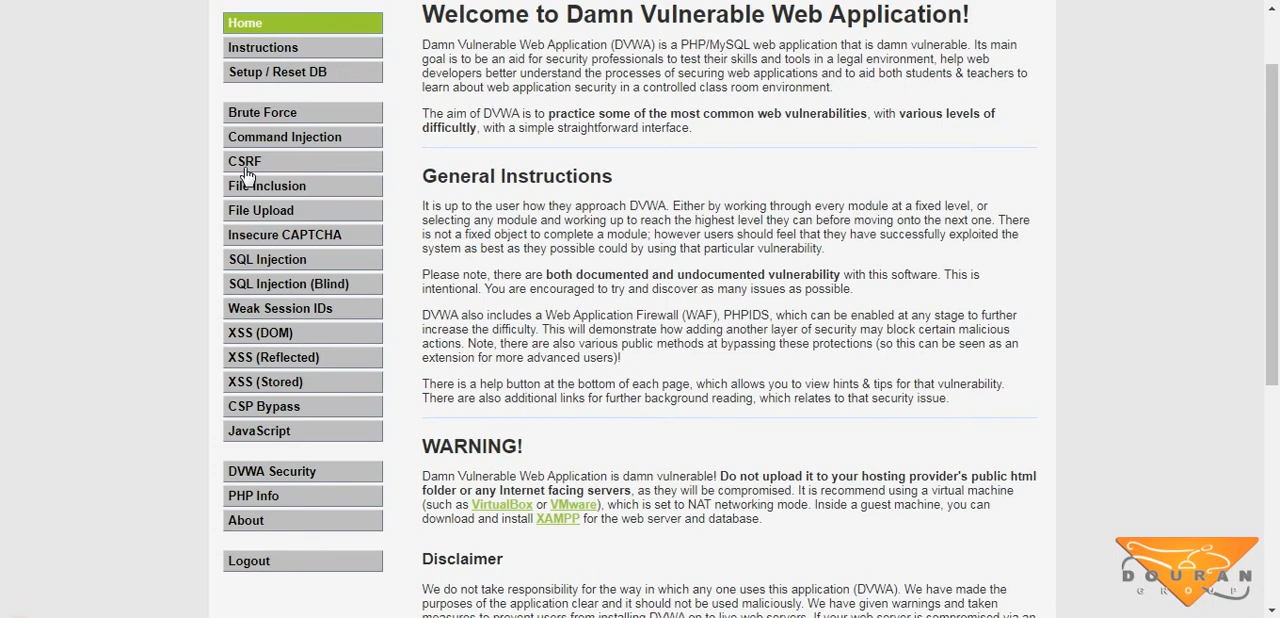 Home
Instructions
Setup / Reset DB
Brute Force
Command Injection
CSRF
File Inclusion
File Upload
Insecure CAPTCHA
SQL Injection
SQL Injection (Blind)
Weak Session IDs
XSS (DOM)
XSS (Reflected)
XSS (Stored)
CSP Bypass
JavaScript
DVWA Security
PHP Info
About
Logout
Welcome to Damn Vulnerable Web Application!
Damn Vulnerable Web Application (DVWA) is a PHP/MySQL web application that is damn vulnerable. Its main
goal is to be an aid for security professionals to test their skills and tools in a legal environment, help web
developers better understand the processes of securing web applications and to aid both students & teachers to
learn about web application security in a controlled class room environment.
The aim of DVWA is to practice some of the most common web vulnerabilities, with various levels of
difficultly, with a simple straightforward interface.
General Instructions
It is up to the user how they approach DVWA. Either by working through every module at a fixed level, or
selecting any module and working up to reach the highest level they can before moving onto the next one. There
is not a fixed object to complete a module; however users should feel that they have successfully exploited the
system as best as they possible could by using that particular vulnerability.
Please note, there are both documented and undocumented vulnerability with this software. This is
intentional. You are encouraged to try and discover as many issues as possible.
DVWA also includes a Web Application Firewall (WAF), PHPIDS, which can be enabled at any stage to further
increase the difficulty. This will demonstrate how adding another layer of security may block certain malicious
actions. Note, there are also various public methods at bypassing these protections (so this can be seen as an
extension for more advanced users)!
There is a help button at the bottom of each page, which allows you to view hints & tips for that vulnerability.
There are also additional links for further background reading, which relates to that security issue.
WARNING!
Damn Vulnerable Web Application is damn vulnerable! Do not upload it to your hosting provider's public html
folder or any Internet facing servers, as they will be compromised. It is recommend using a virtual machine
(such as VirtualBox or VMware), which is set to NAT networking mode. Inside a guest machine, you can
download and install XAMPP for the web server and database.
Disclaimer
We do not take responsibility for the way in which any one uses this application (DVWA). We have made the
purposes of the application clear and it should not be used maliciously. We have given warnings and taken
measures to prevent users from installing DVWA on to live web servers. If your web server is compromised via an
DOURAN
GROUP